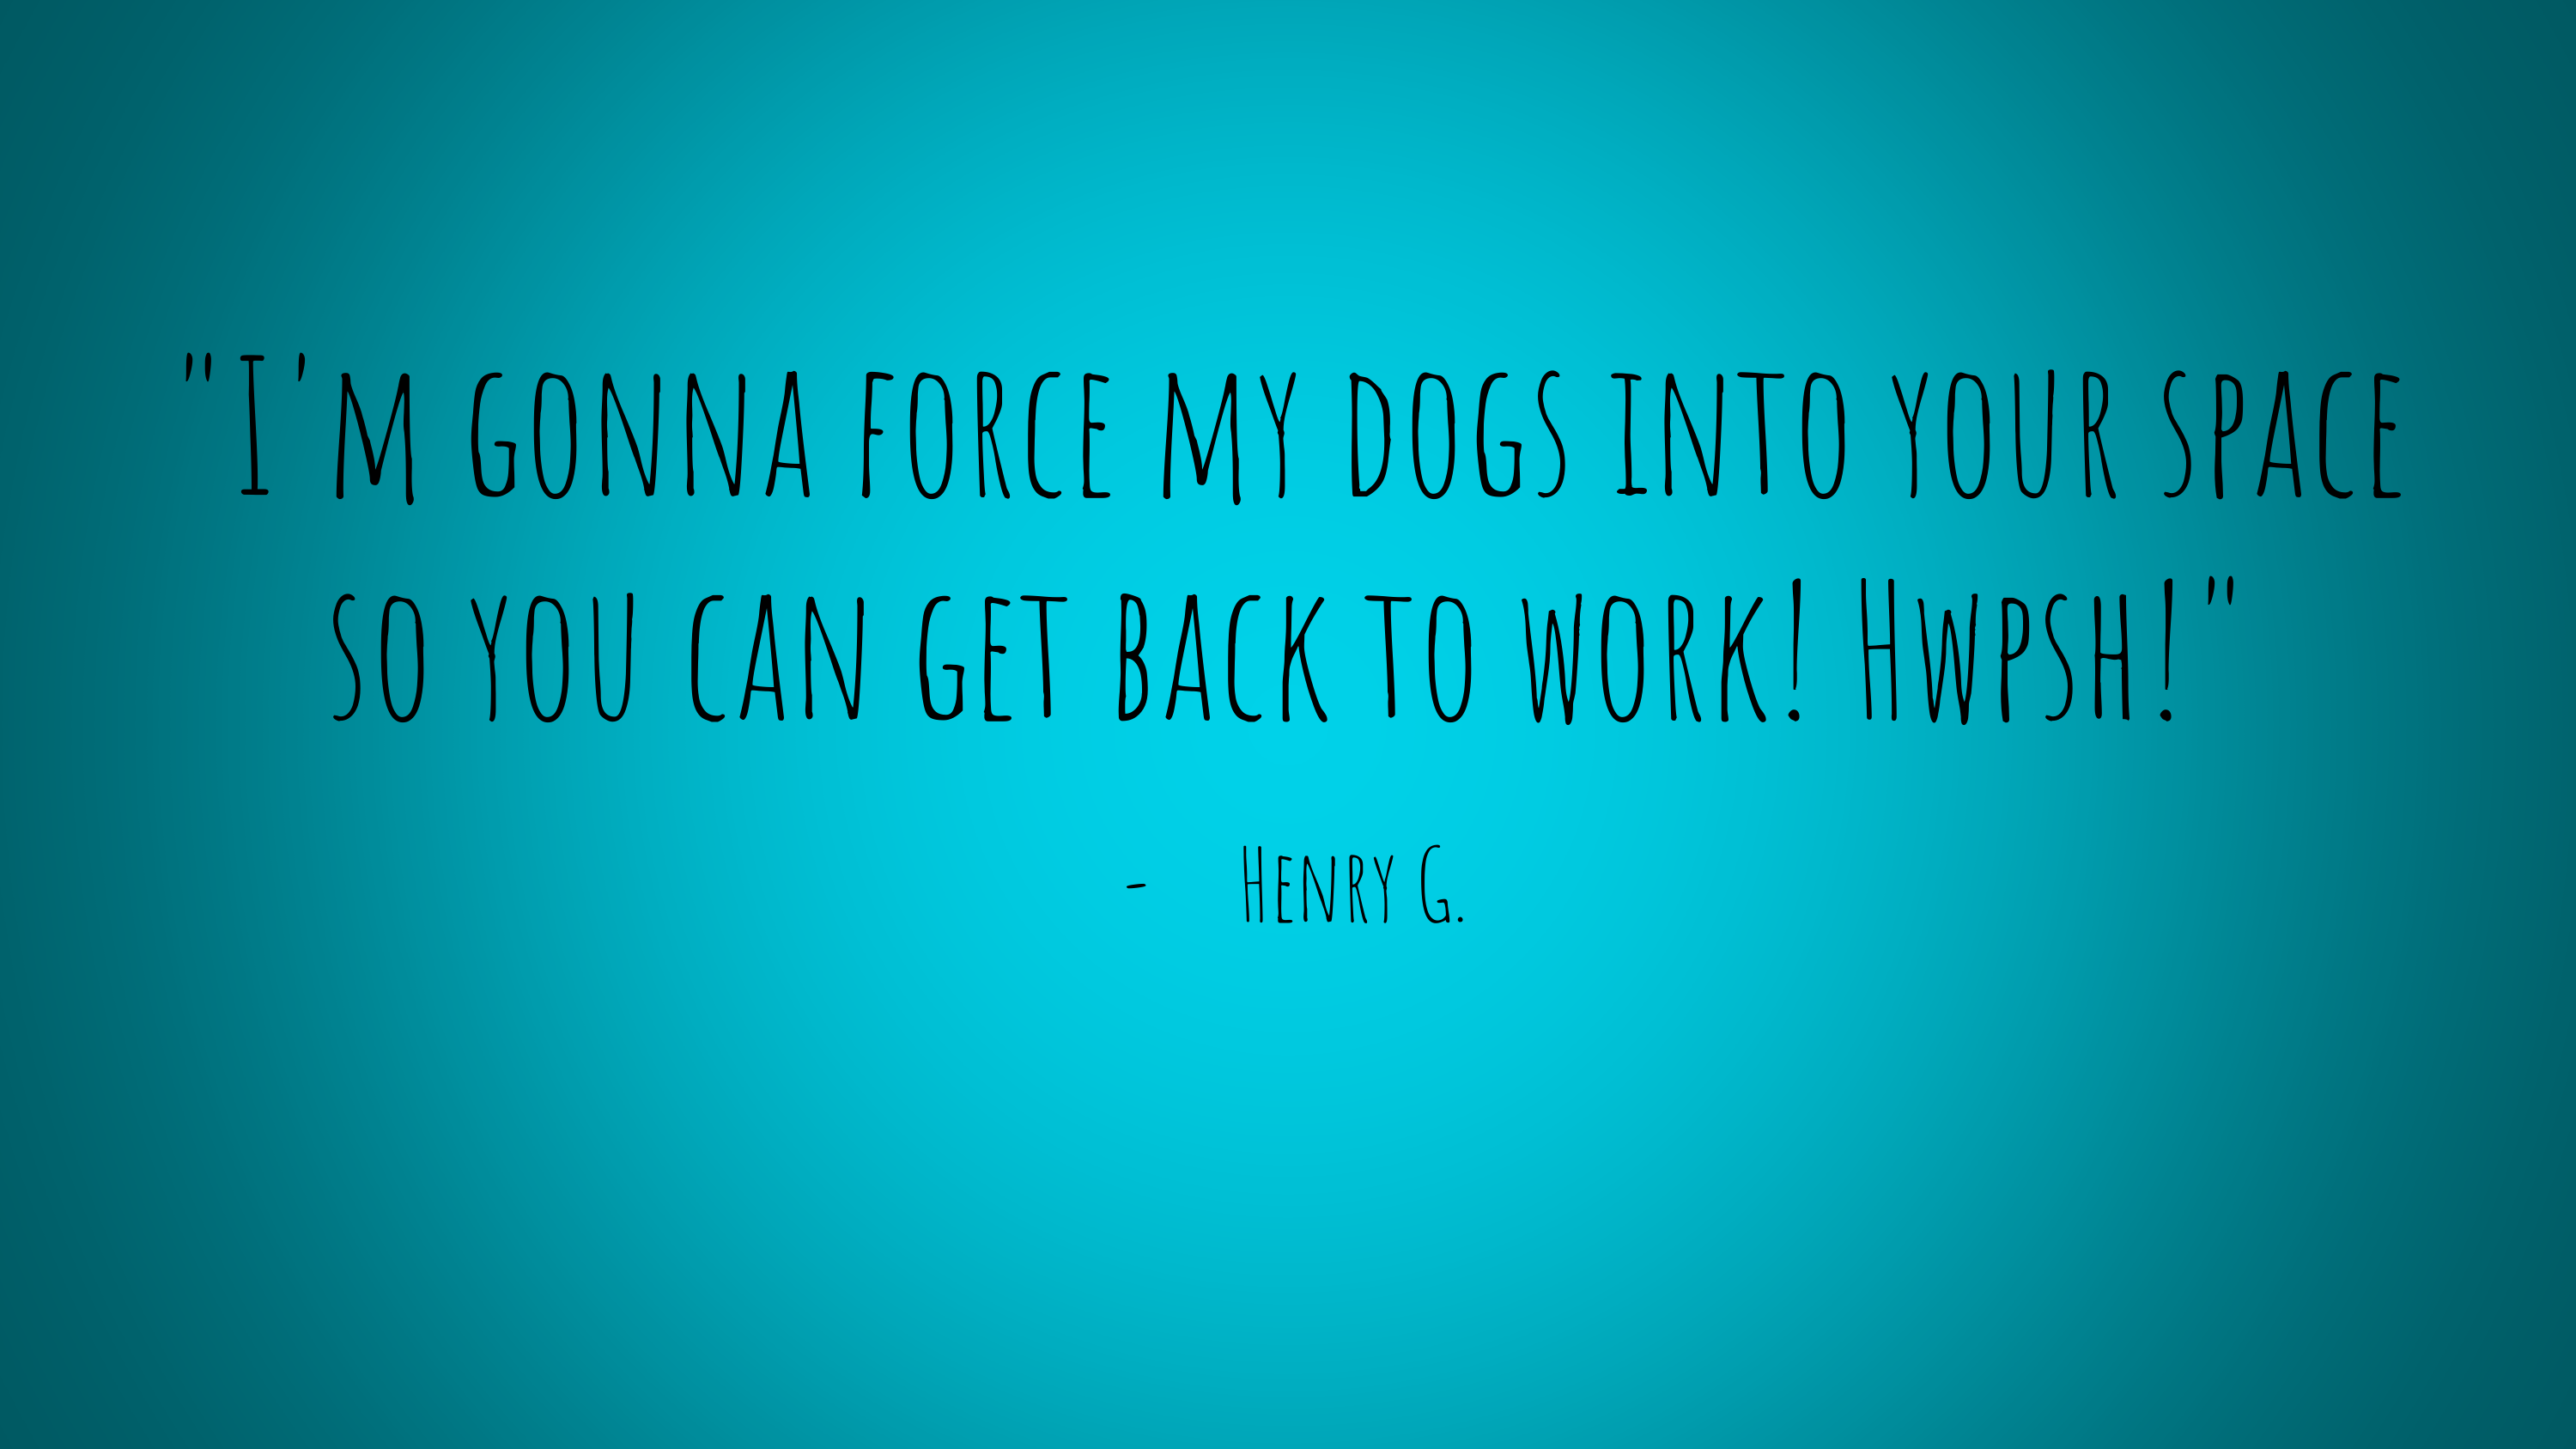 "I'm gonna force my dogs into your space
so you can get back to work! Hwpsh!"
- Henry G.